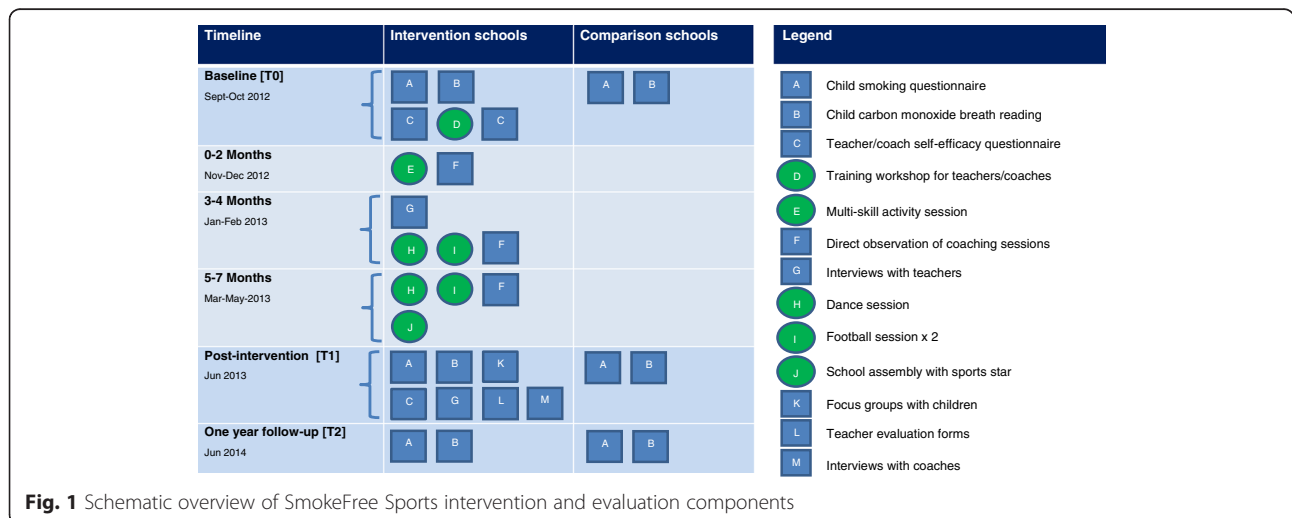 Timeline Intervention schools Comparison schools Legend
Baseline [T0]
Sept-Oct 2012
A B
C D C
A B
0-2 Months
Nov-Dec 2012
E F
3-4 Months
Jan-Feb 2013
G
H I F
5-7 Months
Mar-May-2013
H I F
J
Post-intervention [T1]
Jun 2013
A B K
C G L M
A B
One year follow-up [T2]
Jun 2014
A B
A B
A Child smoking questionnaire
B Child carbon monoxide breath reading
C Teacher/coach self-efficacy questionnaire
D Training workshop for teachers/coaches
E Multi-skill activity session
F Direct observation of coaching sessions
G Interviews with teachers
H Dance session
I Football session x 2
J School assembly with sports star
K Focus groups with children
L Teacher evaluation forms
M Interviews with coaches
Fig. 1 Schematic overview of SmokeFree Sports intervention and evaluation components